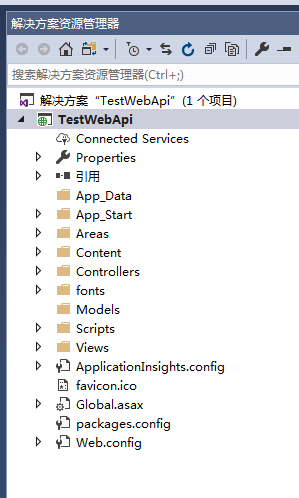 解决方案资源管理器
搜索解决方案资源管理器(Ctrl+;)
解决方案"TestWebApi"(1 个项目)
TestWebApi
Connected Services
Properties
引用
App_Data
App_Start
Areas
Content
Controllers
fonts
Models
Scripts
Views
ApplicationInsights.config
favicon.ico
Global.asax
packages.config
Web.config